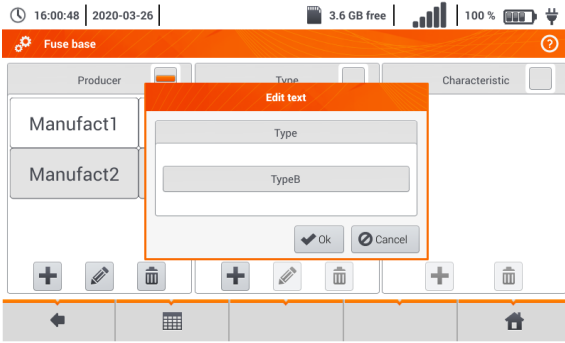 16:00:48 2020-03-26 3.6 GB free 100 %
Fuse base ?
Producer Type Characteristic
Edit text
Manufact1
Type
Manufact2
TypeB
Ok Cancel